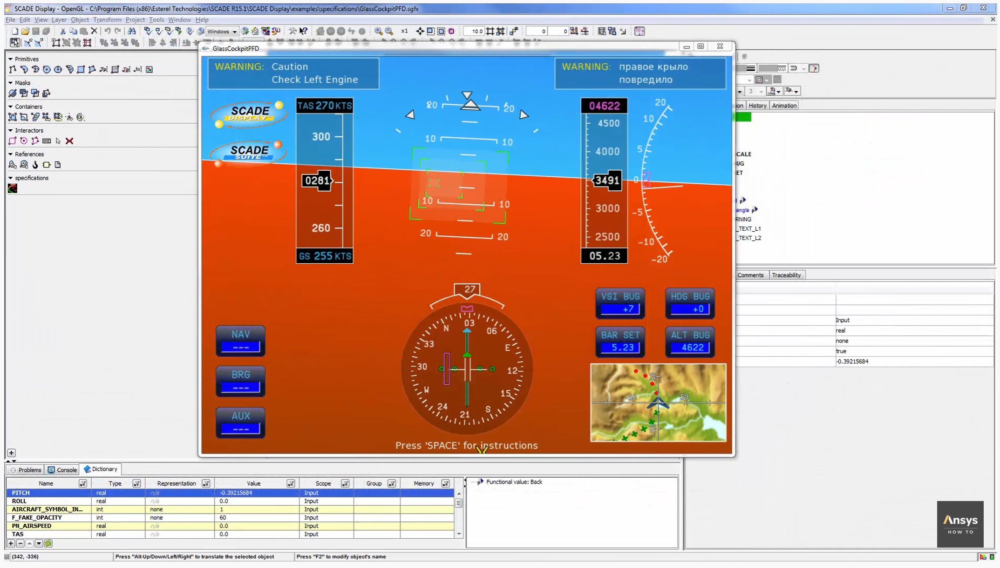 SCADE Display - OpenGL - C:\Program Files (x86)\Esterel Technologies\SCADE R15.1\SCADE Display\examples\specifications\GlassCockpitPFD.sgfx
File Edit View Layer Object Transform Project Tools Window Help
Windows x1 10.0 0 0
GlassCockpitPFD
Primitives
Masks
Containers
Interactors
References
specifications
WARNING: Caution
Check Left Engine
WARNING: правое крыло
повредило
SCADE
DISPLAY
SCADE
SUITE
TAS 270 KTS
300
0281
260
GS 255 KTS
20 20
10 10
10 10
20 20
04622
4500
4000
3491
3000
2500
05.23
20
10
5
0
-5
-10
-20
27
N 03 06
33 E
30 12
W 15
24 21 S
NAV
---
BRG
---
AUX
---
VSI BUG
+7
HDG BUG
+0
BAR SET
5.23
ALT BUG
4622
50
-50 50
-50
Press 'SPACE' for instructions
3
ion History Animation
CALE
BUG
ET
angle
RNING
_TEXT_L1
_TEXT_L2
Comments Traceability
Input
real
none
true
-0.39215684
Problems Console Dictionary
Name Type Representation Value Scope Group Memory
PITCH real n/a -0.39215684 Input
ROLL real n/a 0.0 Input
AIRCRAFT_SYMBOL_IN... int none 1 Input
F_FAKE_OPACITY int none 60 Input
PN_AIRSPEED real none 0.0 Input
TAS real n/a 0.0 Input
Functional value: Back
Ansys
HOW TO
(342, -336) Press "Alt-Up/Down/Left/Right" to translate the selected object Press "F2" to modify object's name